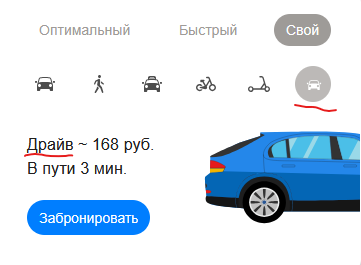 Оптимальный Быстрый Свой
Драйв ~ 168 руб.
В пути 3 мин.
Забронировать